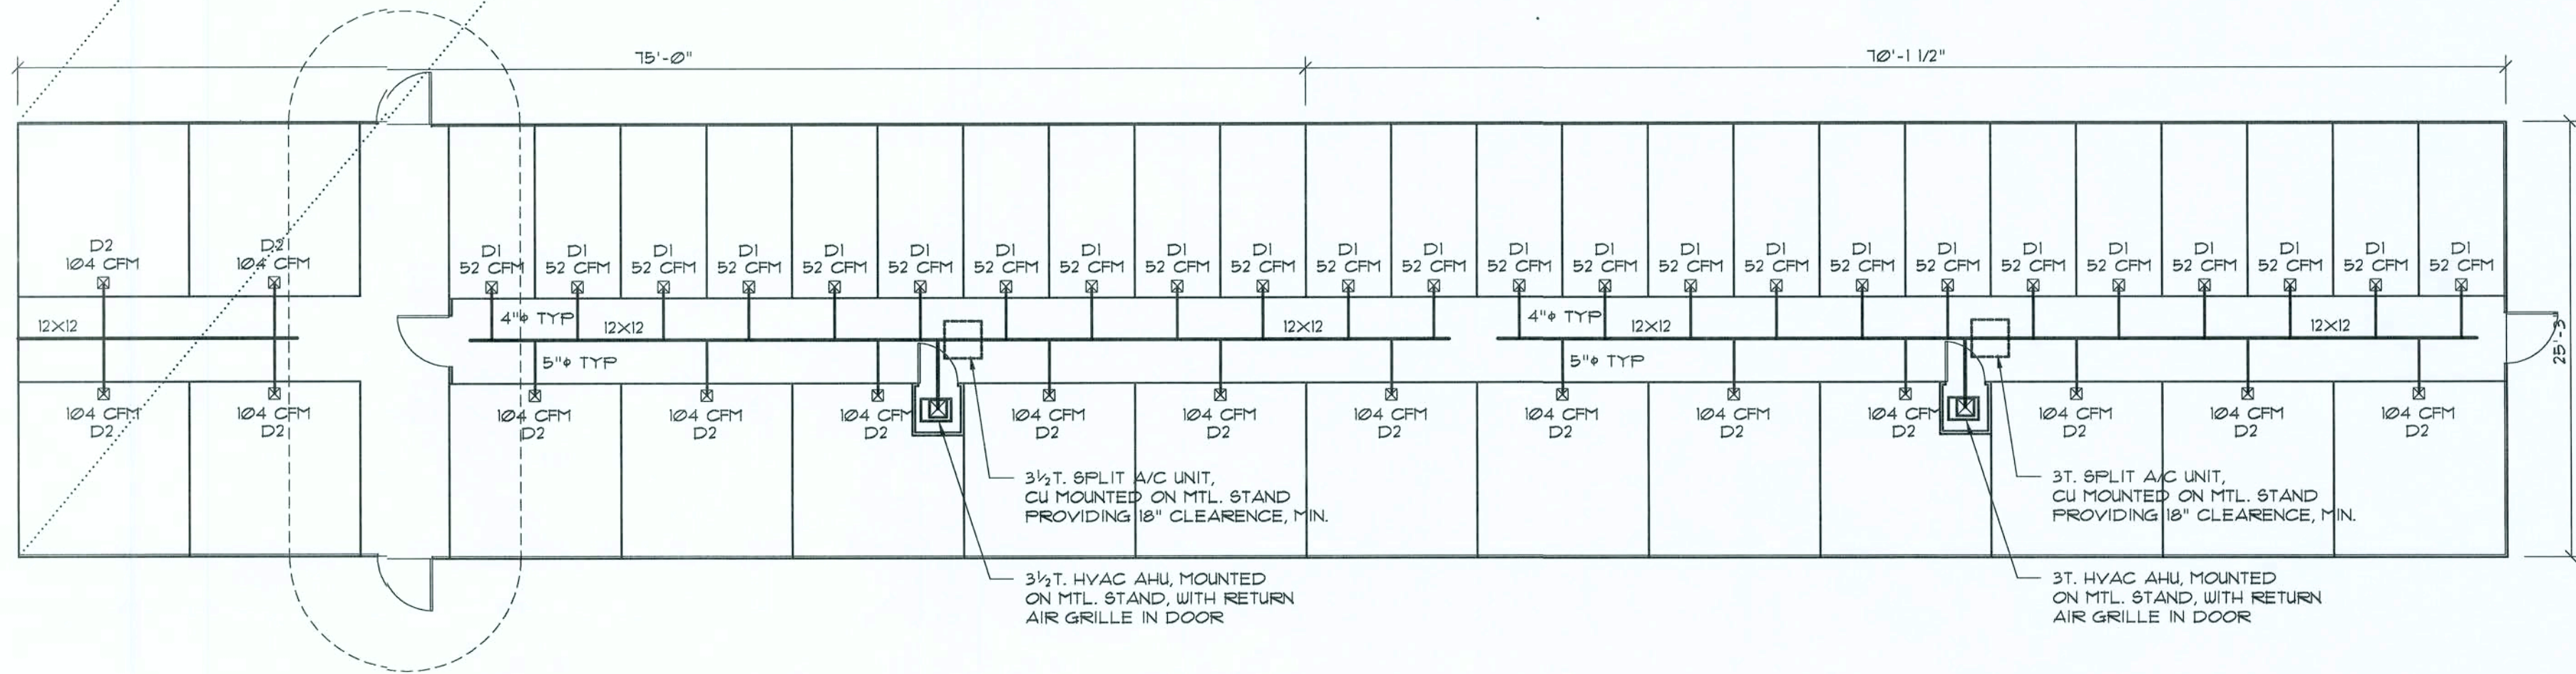 75'-0" 70'-1 1/2"
D2 D2 D1 D1 D1 D1 D1 D1 D1 D1 D1 D1 D1 D1 D1 D1 D1 D1 D1 D1 D1 D1 D1 D1 D1 D1
104 CFM 104 CFM 52 CFM 52 CFM 52 CFM 52 CFM 52 CFM 52 CFM 52 CFM 52 CFM 52 CFM 52 CFM 52 CFM 52 CFM 52 CFM 52 CFM 52 CFM 52 CFM 52 CFM 52 CFM 52 CFM 52 CFM 52 CFM 52 CFM 52 CFM 52 CFM
12X12 4"ϕ TYP 12X12 12X12 4"ϕ TYP 12X12 12X12
25'-3"
5"ϕ TYP 5"ϕ TYP
104 CFM 104 CFM 104 CFM 104 CFM 104 CFM 104 CFM 104 CFM 104 CFM 104 CFM 104 CFM 104 CFM 104 CFM 104 CFM 104 CFM
D2 D2 D2 D2 D2 D2 D2 D2 D2 D2 D2 D2 D2 D2
3½T. SPLIT A/C UNIT,
CU MOUNTED ON MTL. STAND
PROVIDING 18" CLEARENCE, MIN.
3T. SPLIT A/C UNIT,
CU MOUNTED ON MTL. STAND
PROVIDING 18" CLEARENCE, MIN.
3½T. HVAC AHU, MOUNTED
ON MTL. STAND, WITH RETURN
AIR GRILLE IN DOOR
3T. HVAC AHU, MOUNTED
ON MTL. STAND, WITH RETURN
AIR GRILLE IN DOOR